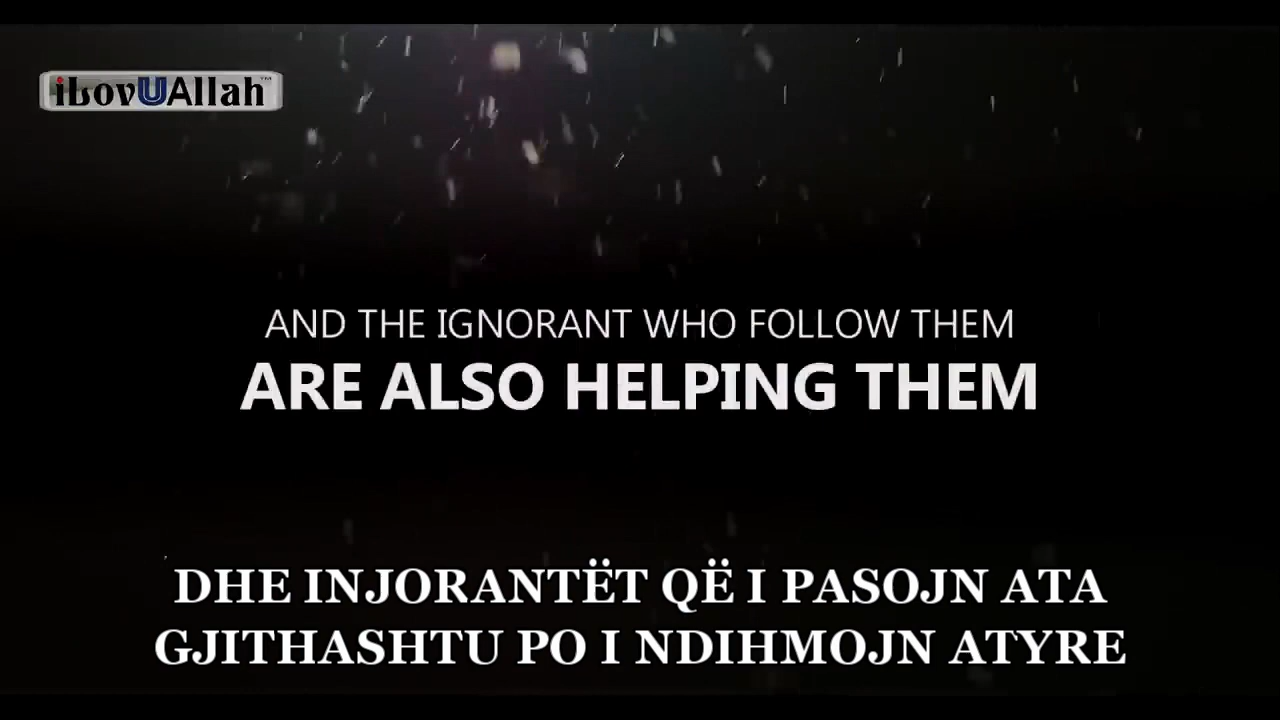 iLovUAllah™
AND THE IGNORANT WHO FOLLOW THEM
ARE ALSO HELPING THEM
DHE INJORANTËT QË I PASOJN ATA
GJITHASHTU PO I NDIHMOJN ATYRE